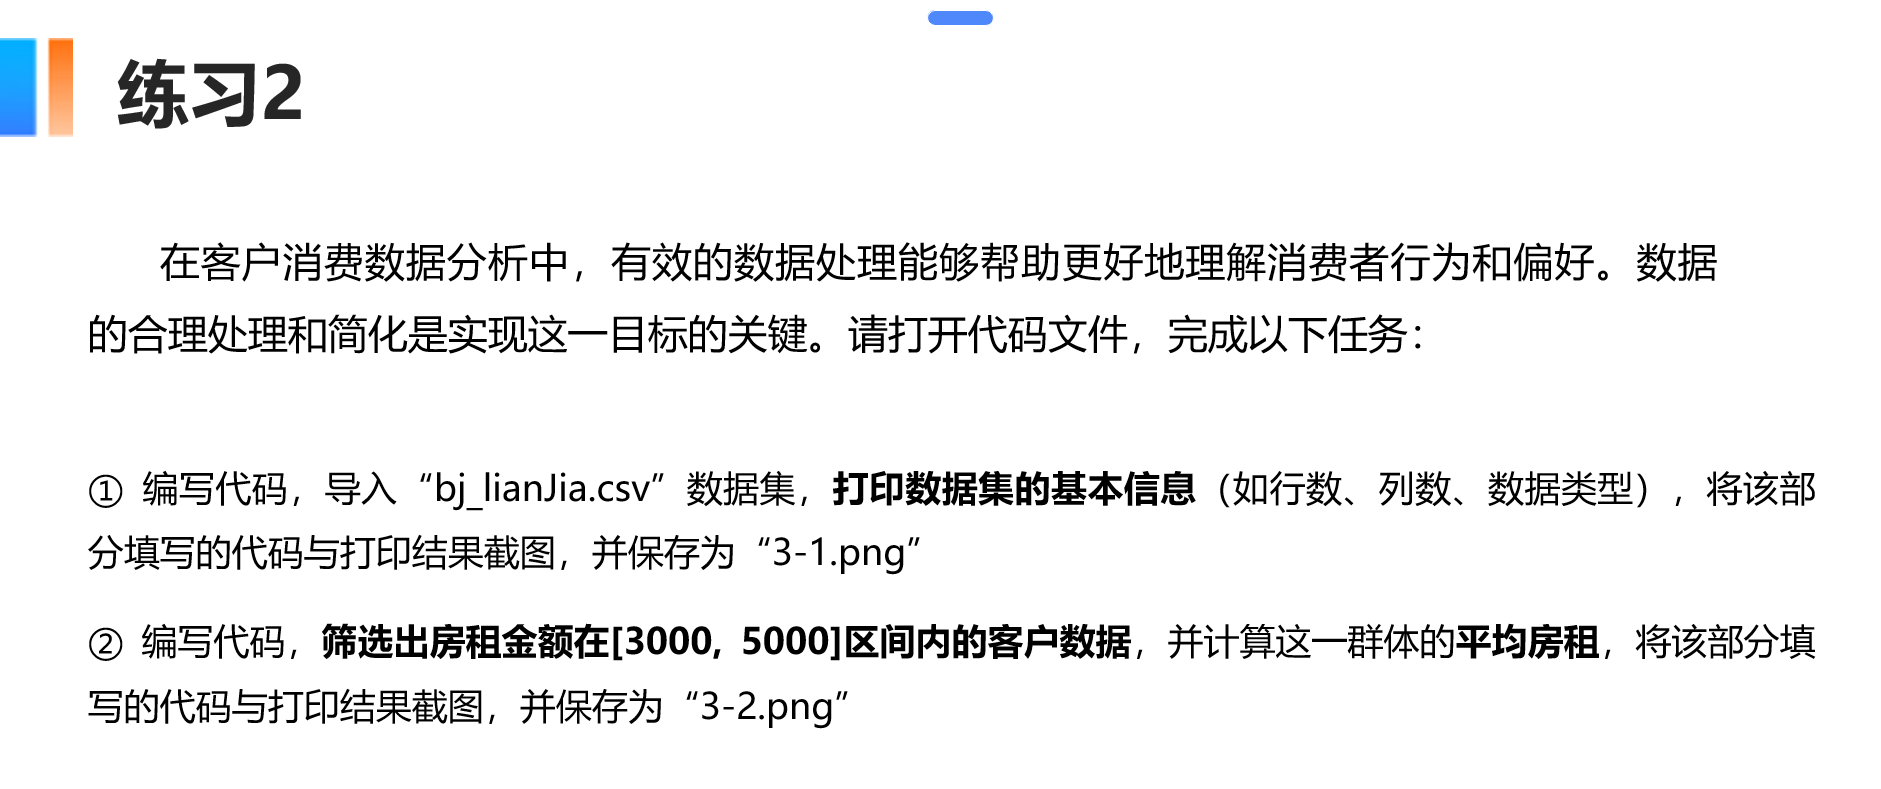 练习2
在客户消费数据分析中，有效的数据处理能够帮助更好地理解消费者行为和偏好。数据
的合理处理和简化是实现这一目标的关键。请打开代码文件，完成以下任务：
① 编写代码，导入“bj_lianJia.csv”数据集，打印数据集的基本信息（如行数、列数、数据类型），将该部
分填写的代码与打印结果截图，并保存为“3-1.png”
② 编写代码，筛选出房租金额在[3000, 5000]区间内的客户数据，并计算这一群体的平均房租，将该部分填
写的代码与打印结果截图，并保存为“3-2.png”